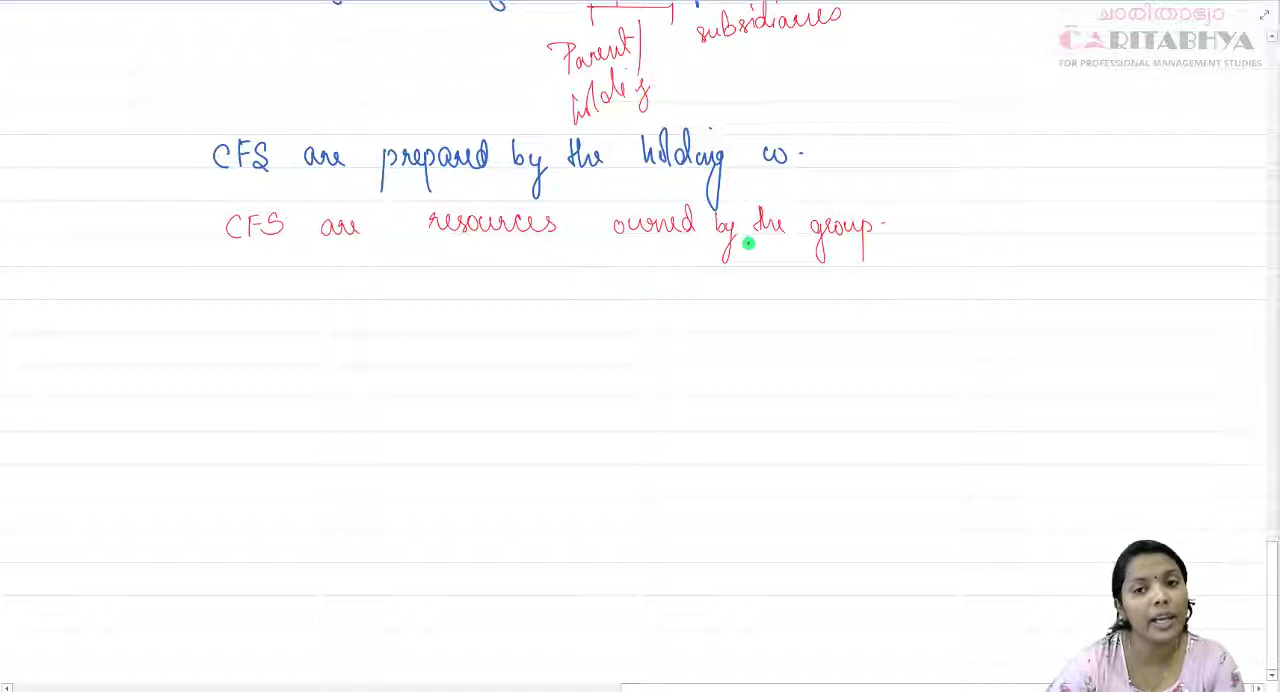 subsidiaries
Parent/
holding
ചാരിതാഭ്യാ
CARITABHYA
FOR PROFESSIONAL MANAGEMENT STUDIES
CFS are prepared by the holding co.
CFS are resources owned by the group.